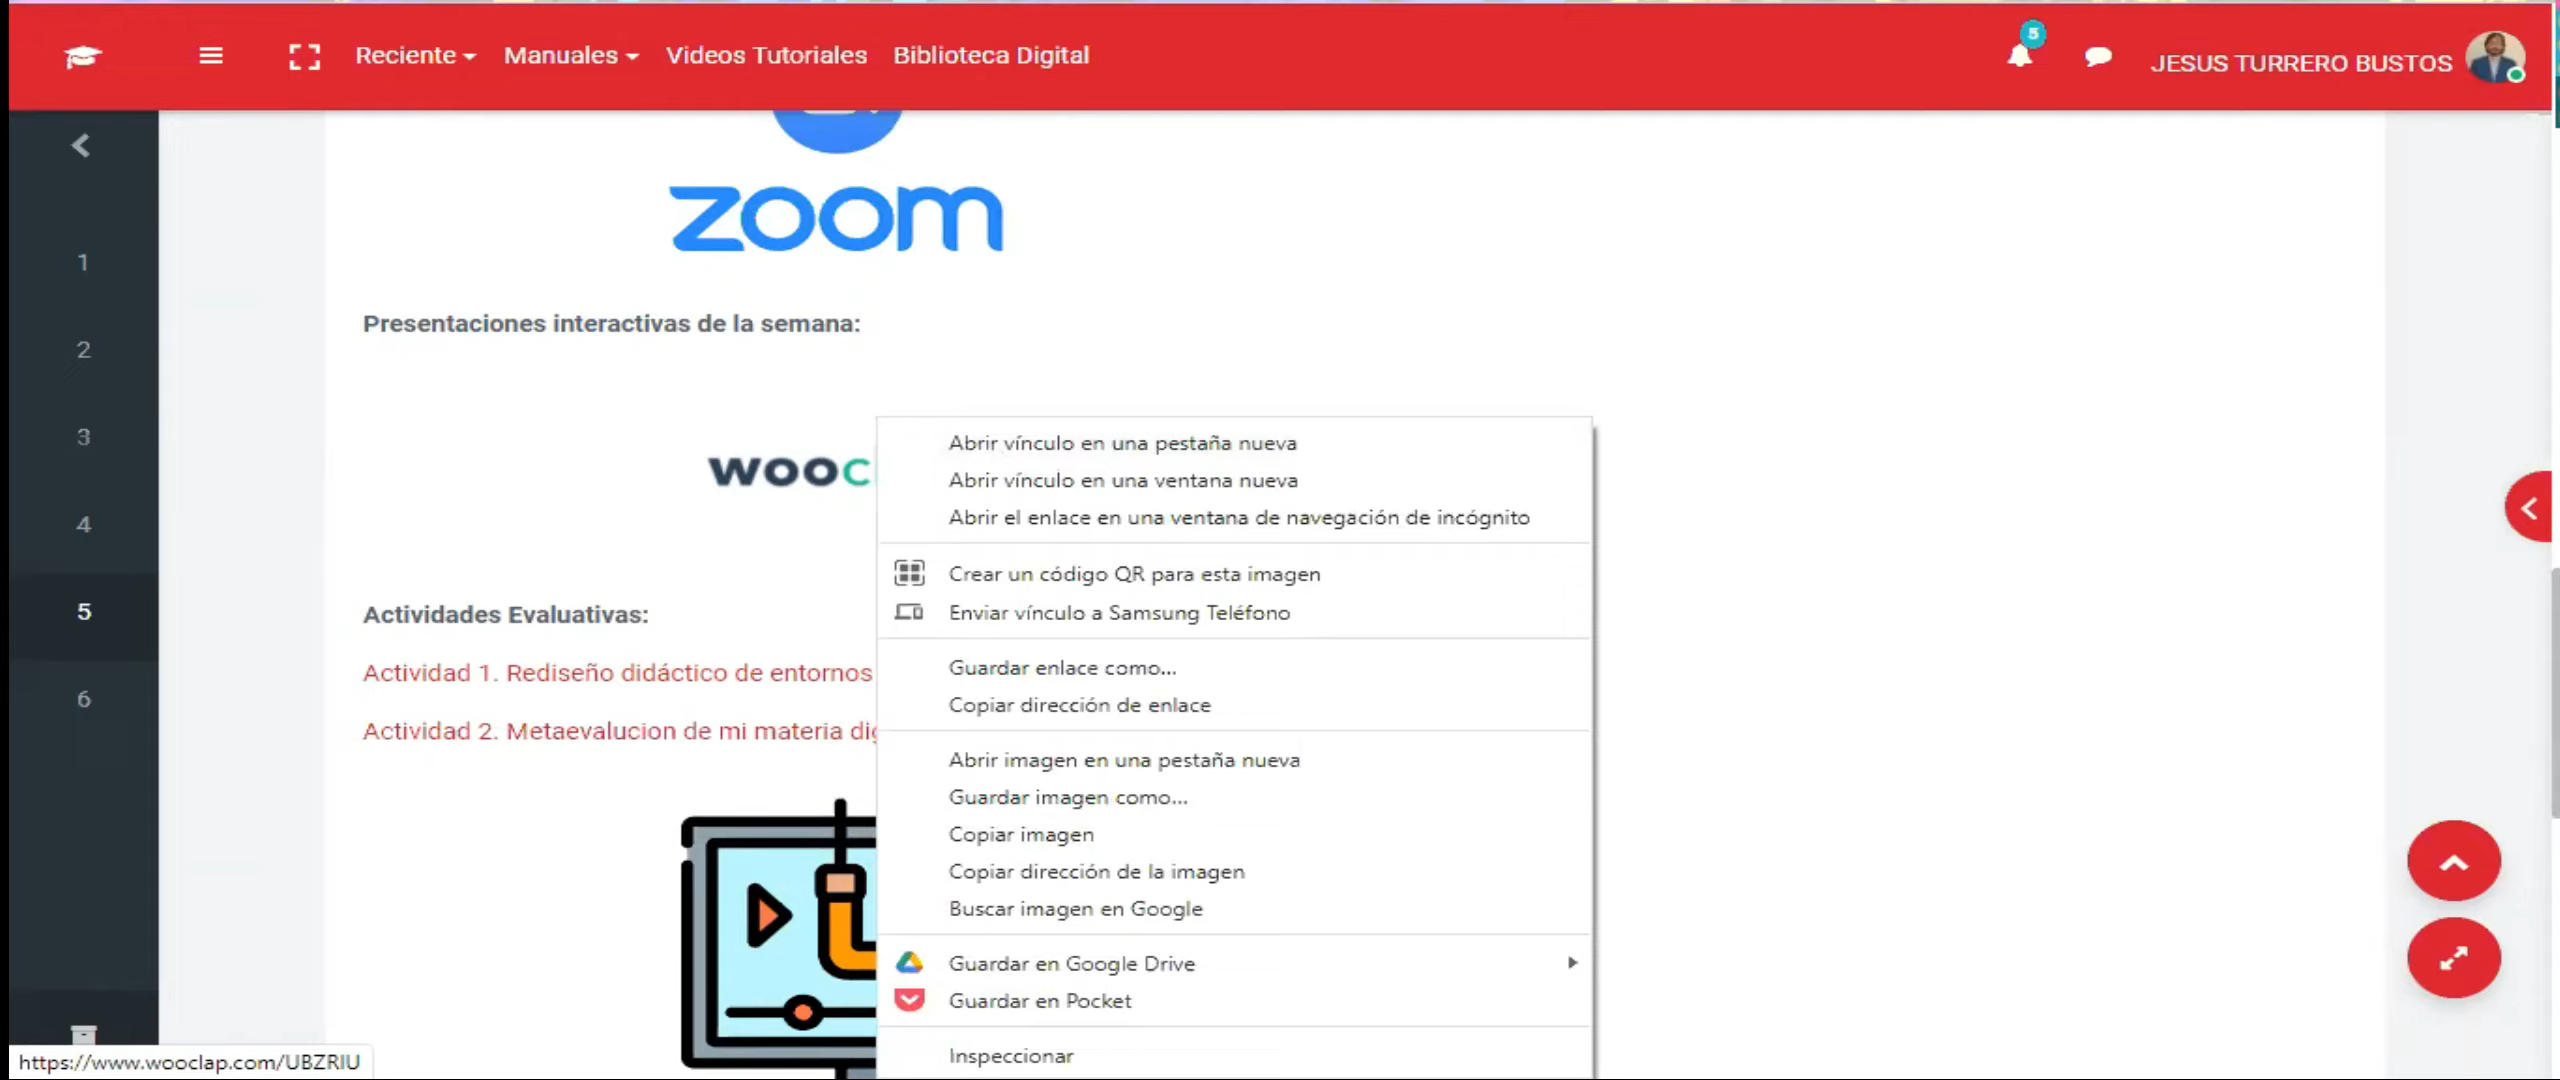 Reciente
Manuales
Videos Tutoriales
Biblioteca Digital
5
JESUS TURRERO BUSTOS
1
2
3
4
5
6
zoom
Presentaciones interactivas de la semana:
wooc
Actividades Evaluativas:
Actividad 1. Rediseño didáctico de entornos
Actividad 2. Metaevalucion de mi materia dig
Abrir vínculo en una pestaña nueva
Abrir vínculo en una ventana nueva
Abrir el enlace en una ventana de navegación de incógnito
Crear un código QR para esta imagen
Enviar vínculo a Samsung Teléfono
Guardar enlace como...
Copiar dirección de enlace
Abrir imagen en una pestaña nueva
Guardar imagen como...
Copiar imagen
Copiar dirección de la imagen
Buscar imagen en Google
Guardar en Google Drive
Guardar en Pocket
Inspeccionar
https://www.wooclap.com/UBZRIU